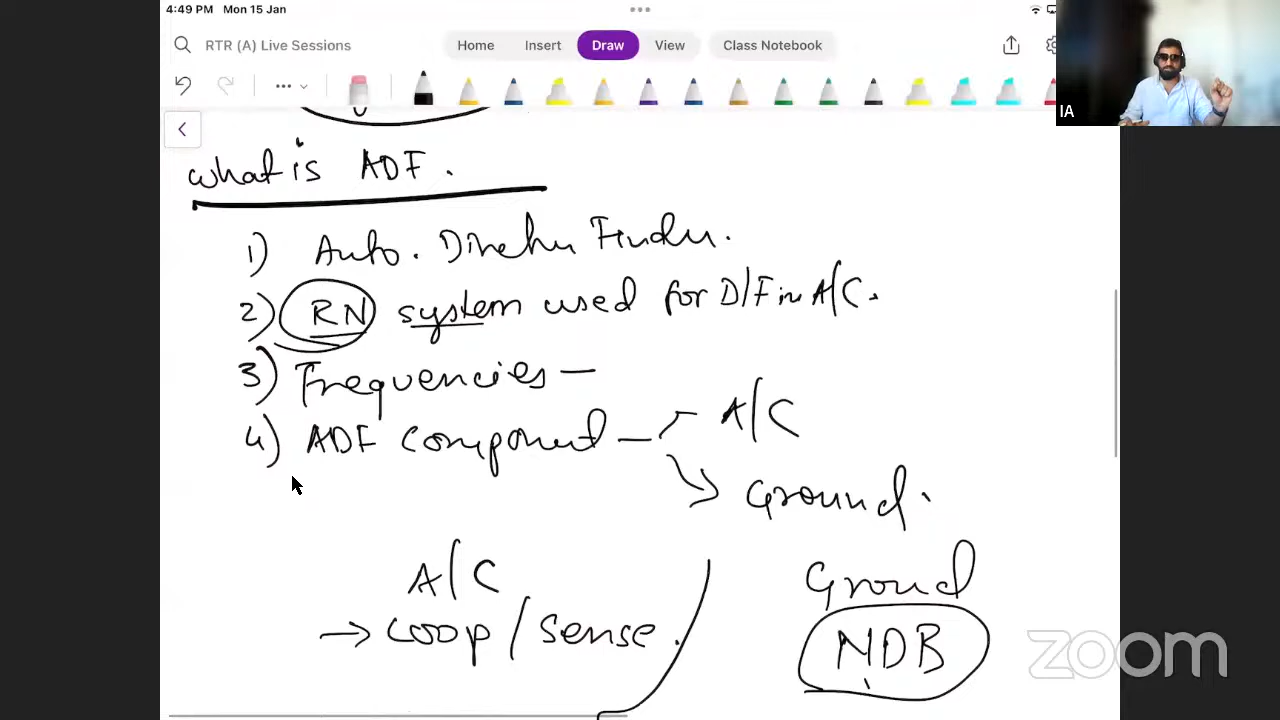 4:49 PM Mon 15 Jan
RTR (A) Live Sessions
Home Insert Draw View Class Notebook
IA
what is ADF.
1) Auto. Direction Finder.
2) RN system used for D/F in A/C.
3) Frequencies —
4) ADF component — A/C
Ground.
A/C
→ Loop / Sense.
Ground
NDB
zoom